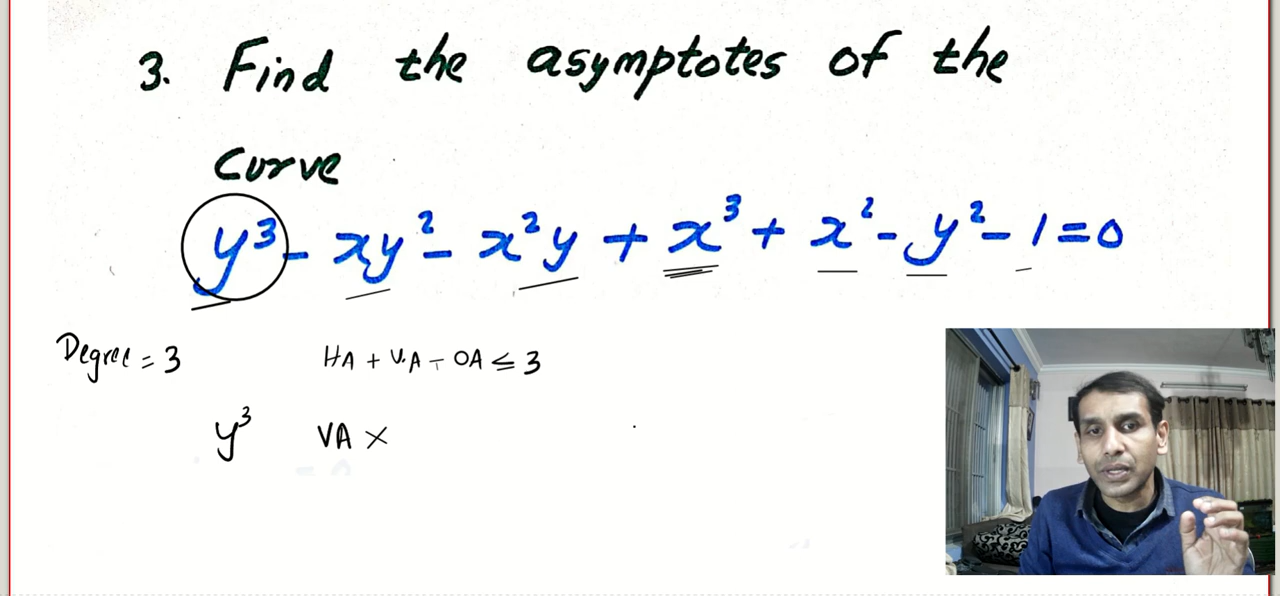 3. Find the asymptotes of the
Curve
y³ - xy² - x²y + x³ + x² - y² - 1 = 0
Degree = 3 HA + V.A - OA ≤ 3
y³ VA ×